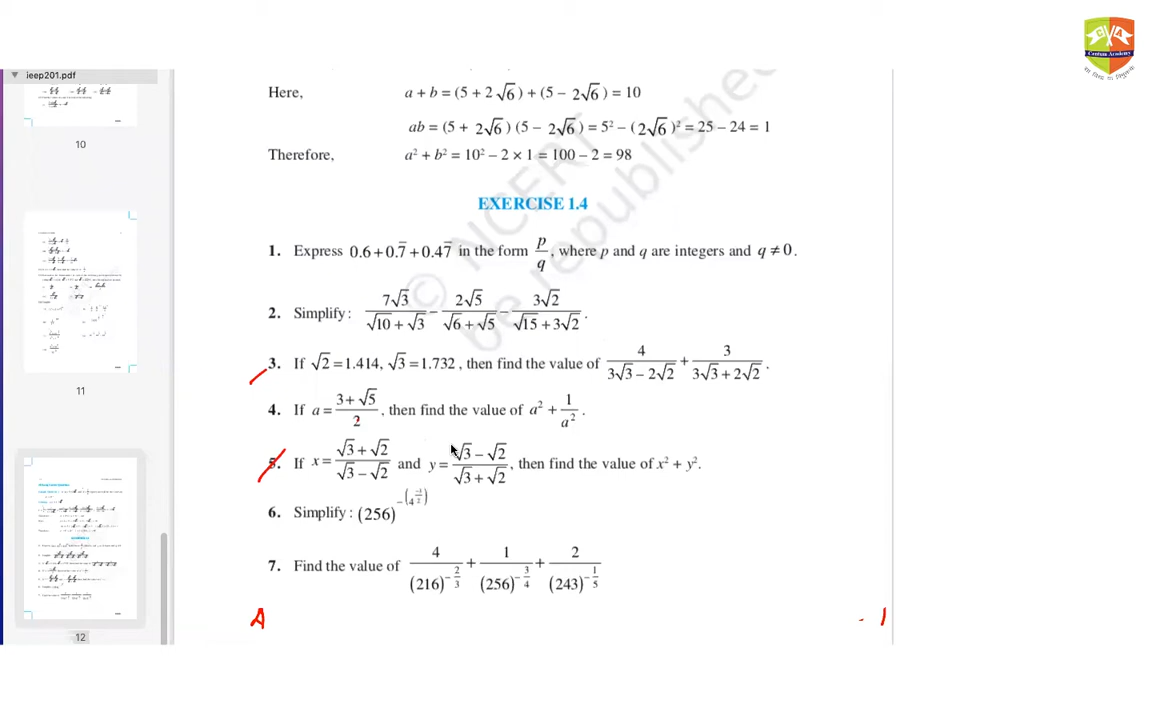 Centum Academy
ieep201.pdf
10
11
12
© NCERT
be republished
Here, a + b = (5 + 2√6) + (5 – 2√6) = 10
ab = (5 + 2√6) (5 – 2√6) = 5² – (2√6)² = 25 – 24 = 1
Therefore, a² + b² = 10² – 2 × 1 = 100 – 2 = 98
EXERCISE 1.4
1. Express 0.6 + 0.7̅ + 0.47̅ in the form p/q, where p and q are integers and q ≠ 0.
2. Simplify: 7√3/(√10 + √3) – 2√5/(√6 + √5) – 3√2/(√15 + 3√2).
3. If √2 = 1.414, √3 = 1.732, then find the value of 4/(3√3 – 2√2) + 3/(3√3 + 2√2).
4. If a = (3 + √5)/2, then find the value of a² + 1/a².
5. If x = (√3 + √2)/(√3 – √2) and y = (√3 – √2)/(√3 + √2), then find the value of x² + y².
6. Simplify : (256)^–(4^(–1/2))
7. Find the value of 4/(216)^(–2/3) + 1/(256)^(–3/4) + 2/(243)^(–1/5)
A - 1